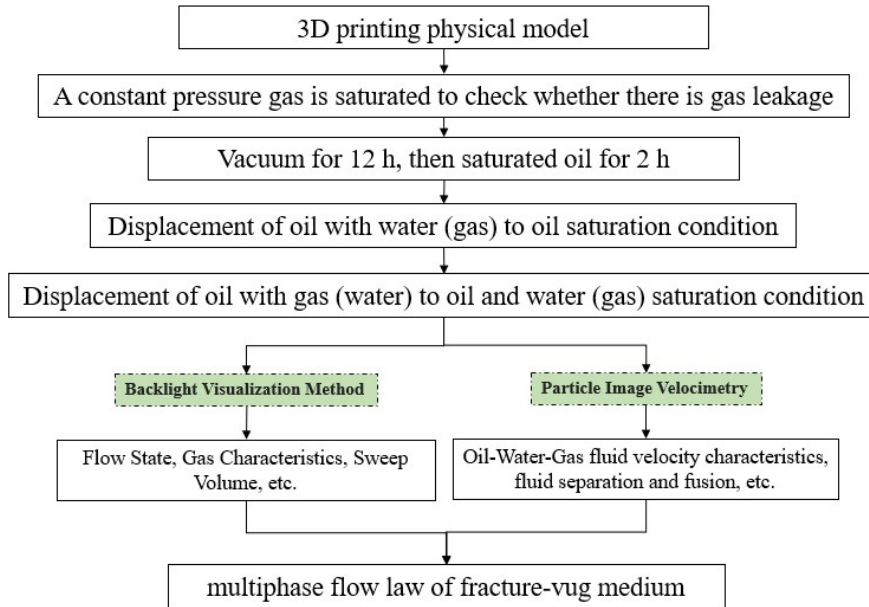 3D printing physical model
A constant pressure gas is saturated to check whether there is gas leakage
Vacuum for 12 h, then saturated oil for 2 h
Displacement of oil with water (gas) to oil saturation condition
Displacement of oil with gas (water) to oil and water (gas) saturation condition
Backlight Visualization Method
Particle Image Velocimetry
Flow State, Gas Characteristics, Sweep
Volume, etc.
Oil-Water-Gas fluid velocity characteristics,
fluid separation and fusion, etc.
multiphase flow law of fracture-vug medium